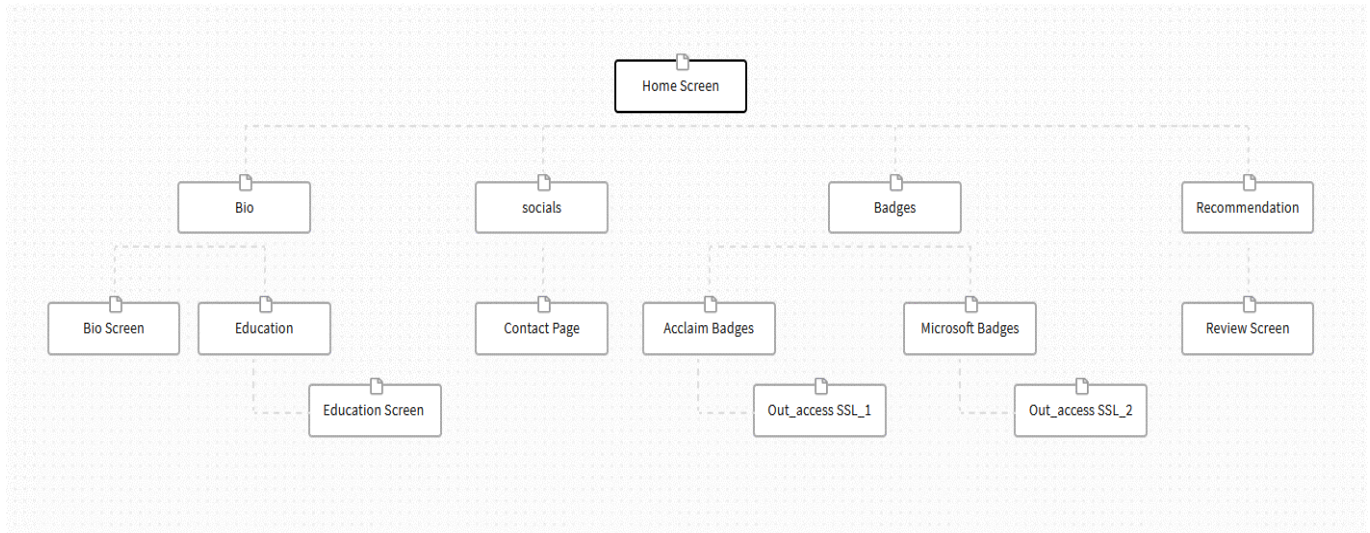 Home Screen
Bio
socials
Badges
Recommendation
Bio Screen
Education
Contact Page
Acclaim Badges
Microsoft Badges
Review Screen
Education Screen
Out_access SSL_1
Out_access SSL_2